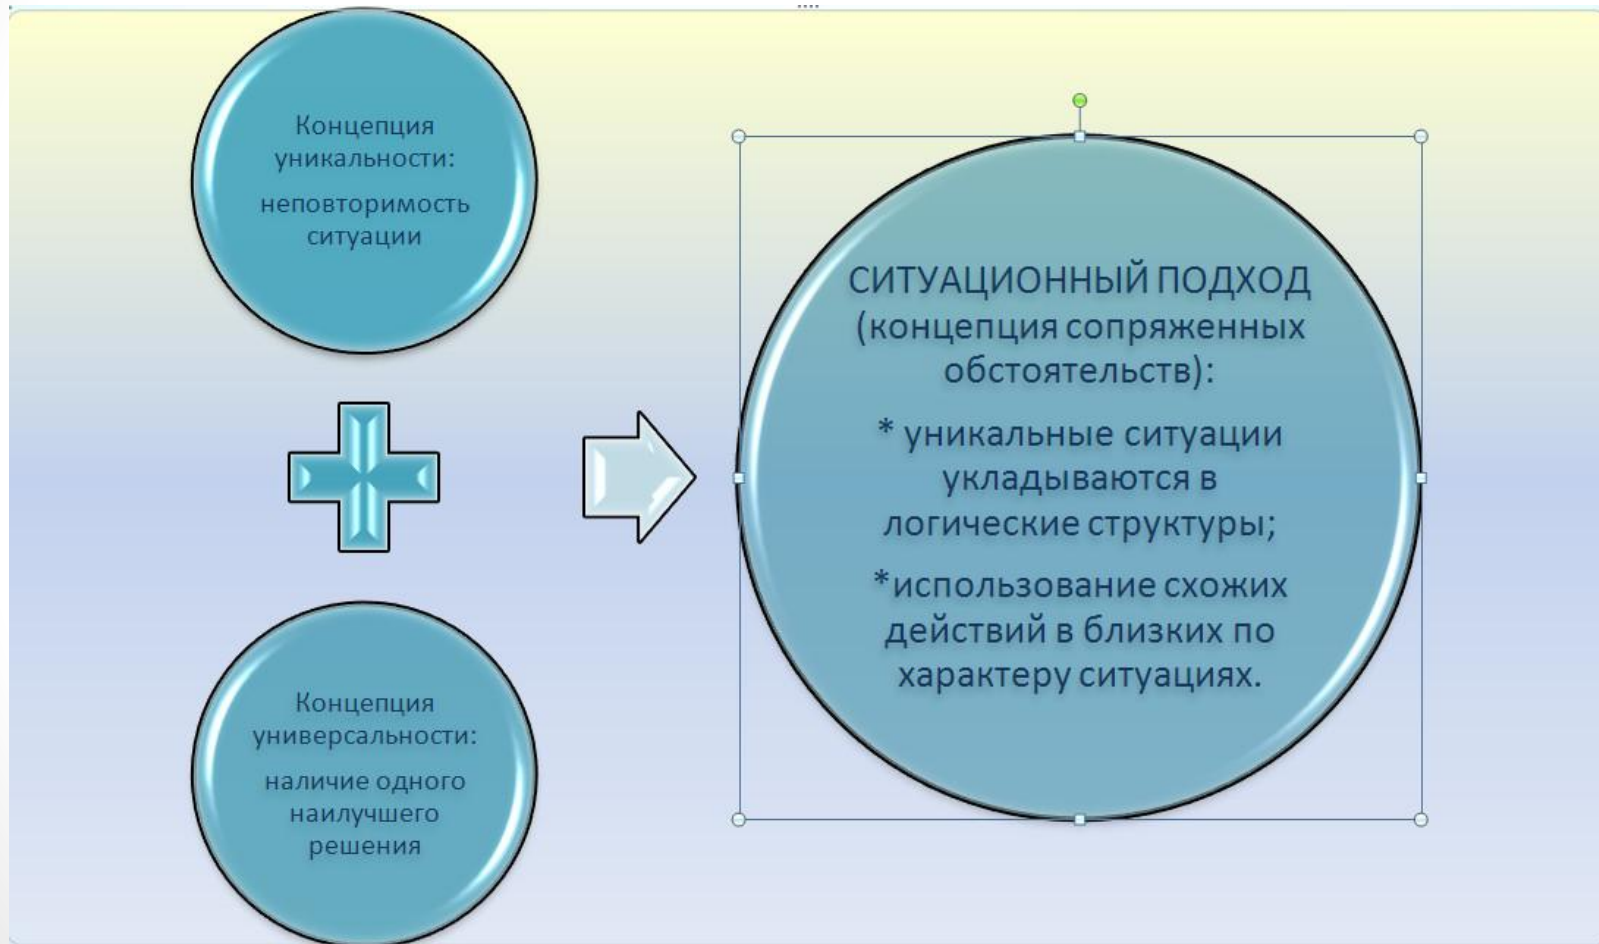 Концепция
уникальности:
неповторимость
ситуации
Концепция
универсальности:
наличие одного
наилучшего
решения
СИТУАЦИОННЫЙ ПОДХОД
(концепция сопряженных
обстоятельств):
* уникальные ситуации
укладываются в
логические структуры;
*использование схожих
действий в близких по
характеру ситуациях.